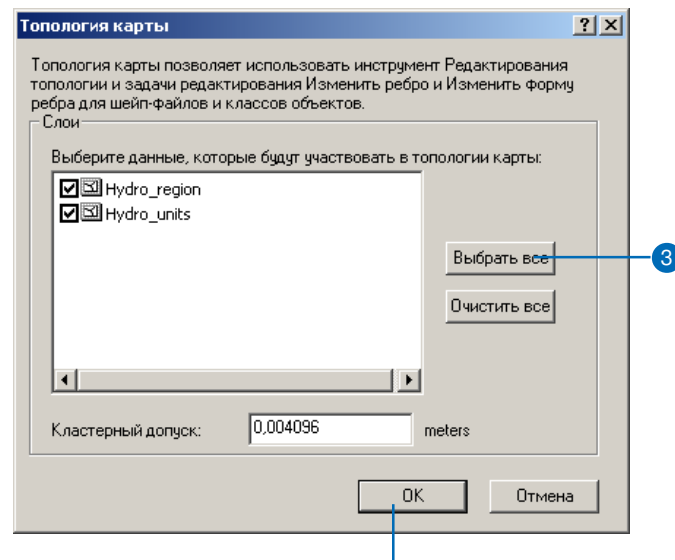 Топология карты
Топология карты позволяет использовать инструмент Редактирования
топологии и задачи редактирования Изменить ребро и Изменить форму
ребра для шейп-файлов и классов объектов.
Слои
Выберите данные, которые будут участвовать в топологии карты:
Hydro_region
Hydro_units
Выбрать все
3
Очистить все
Кластерный допуск: 0,004096 meters
OK Отмена